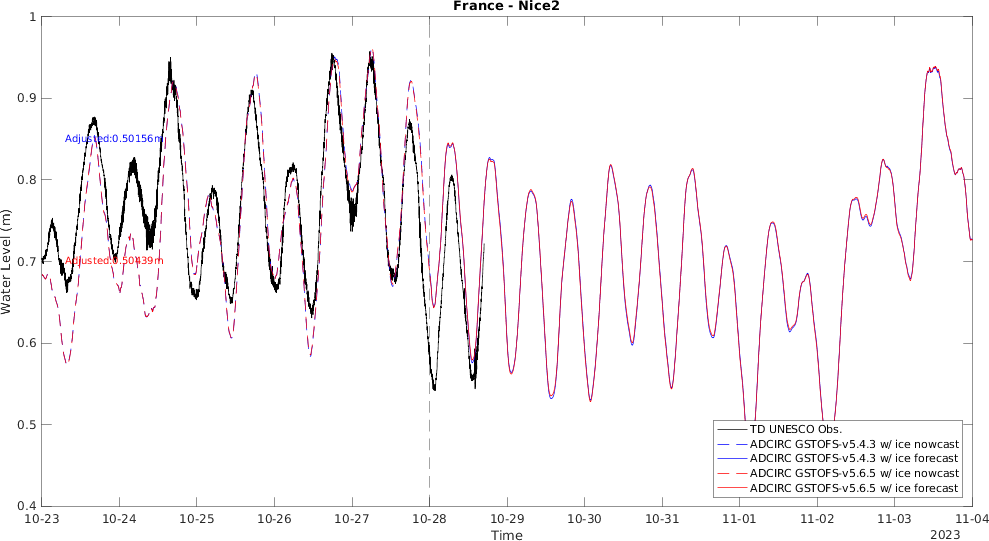 France - Nice2
Water Level (m)
1
0.9
0.8
0.7
0.6
0.5
0.4
Adjusted:0.50156m
Adjusted:0.50439m
TD UNESCO Obs.
ADCIRC GSTOFS-v5.4.3 w/ ice nowcast
ADCIRC GSTOFS-v5.4.3 w/ ice forecast
ADCIRC GSTOFS-v5.6.5 w/ ice nowcast
ADCIRC GSTOFS-v5.6.5 w/ ice forecast
10-23 10-24 10-25 10-26 10-27 10-28 10-29 10-30 10-31 11-01 11-02 11-03 11-04
Time
2023